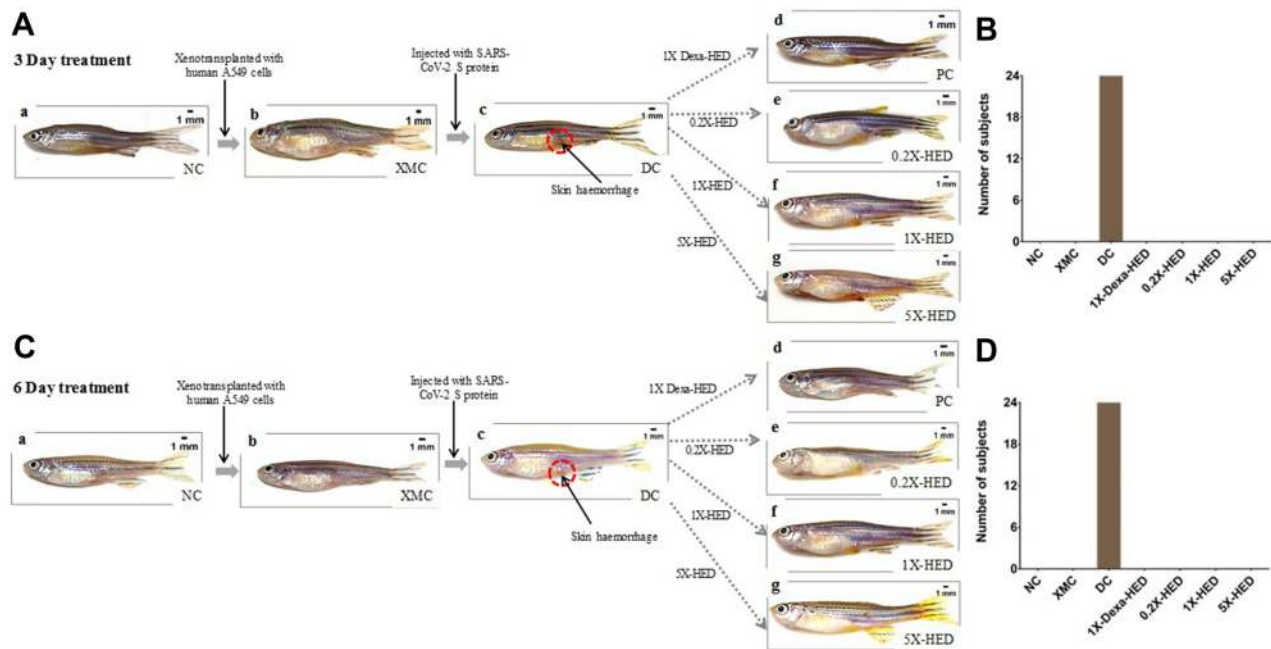 A
3 Day treatment
Xenotransplanted with
human A549 cells
Injected with SARS-
CoV-2 S protein
a
1 mm
NC
b
1 mm
XMC
c
1 mm
DC
Skin haemorrhage
1X Dexa-HED
0.2X-HED
1X-HED
5X-HED
d
1 mm
PC
e
1 mm
0.2X-HED
f
1 mm
1X-HED
g
1 mm
5X-HED
B
Number of subjects
24
18
12
6
0
NC
XMC
DC
1X-Dexa-HED
0.2X-HED
1X-HED
5X-HED
C
6 Day treatment
Xenotransplanted with
human A549 cells
Injected with SARS-
CoV-2 S protein
a
1 mm
NC
b
1 mm
XMC
c
1 mm
DC
Skin haemorrhage
1X Dexa-HED
0.2X-HED
1X-HED
5X-HED
d
1 mm
PC
e
1 mm
0.2X-HED
f
1 mm
1X-HED
g
1 mm
5X-HED
D
Number of subjects
24
18
12
6
0
NC
XMC
DC
1X-Dexa-HED
0.2X-HED
1X-HED
5X-HED